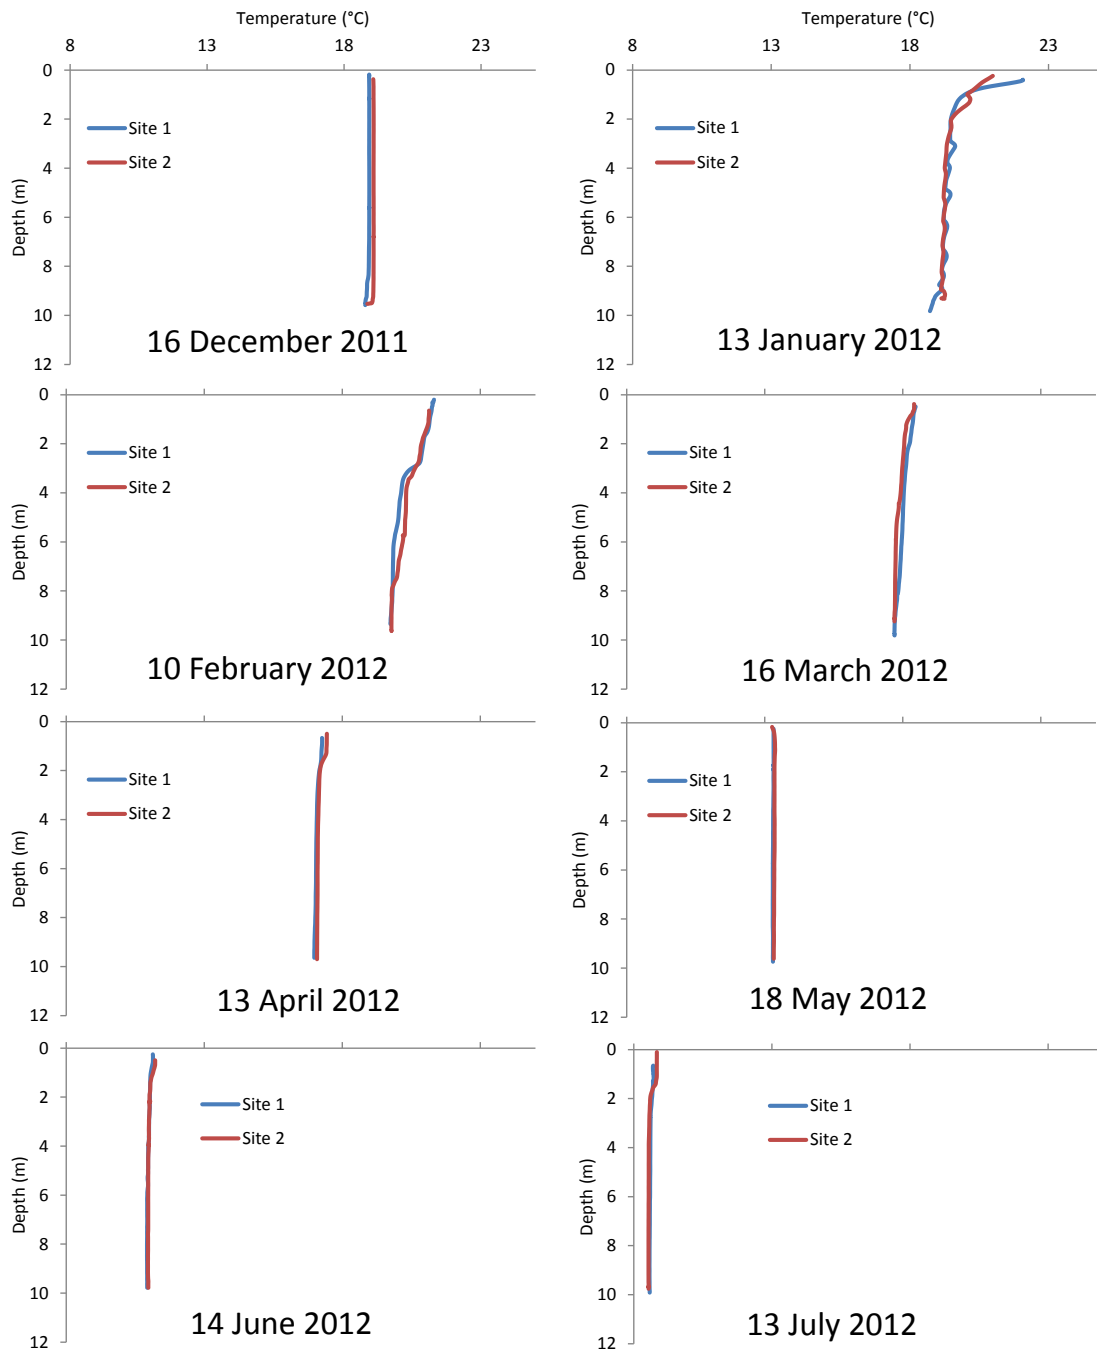 Temperature (°C)
8 13 18 23
0
2
4
6
8
10
12
Depth (m)
Site 1
Site 2
16 December 2011
Temperature (°C)
8 13 18 23
0
2
4
6
8
10
12
Depth (m)
Site 1
Site 2
13 January 2012
0
2
4
6
8
10
12
Depth (m)
Site 1
Site 2
10 February 2012
0
2
4
6
8
10
12
Depth (m)
Site 1
Site 2
16 March 2012
0
2
4
6
8
10
12
Depth (m)
Site 1
Site 2
13 April 2012
0
2
4
6
8
10
12
Depth (m)
Site 1
Site 2
18 May 2012
0
2
4
6
8
10
12
Depth (m)
Site 1
Site 2
14 June 2012
0
2
4
6
8
10
12
Depth (m)
Site 1
Site 2
13 July 2012